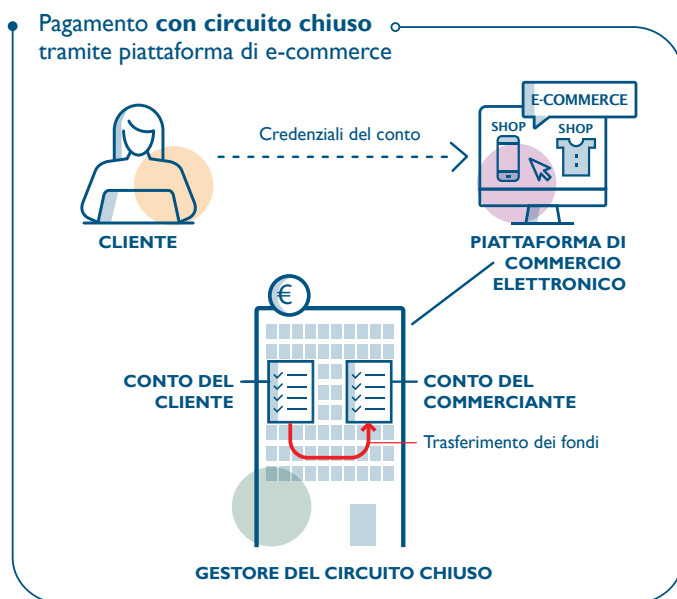 Pagamento con circuito chiuso
tramite piattaforma di e-commerce
E-COMMERCE
SHOP
SHOP
Credenziali del conto
CLIENTE
PIATTAFORMA DI
COMMERCIO
ELETTRONICO
€
CONTO DEL
CLIENTE
CONTO DEL
COMMERCIANTE
Trasferimento dei fondi
GESTORE DEL CIRCUITO CHIUSO